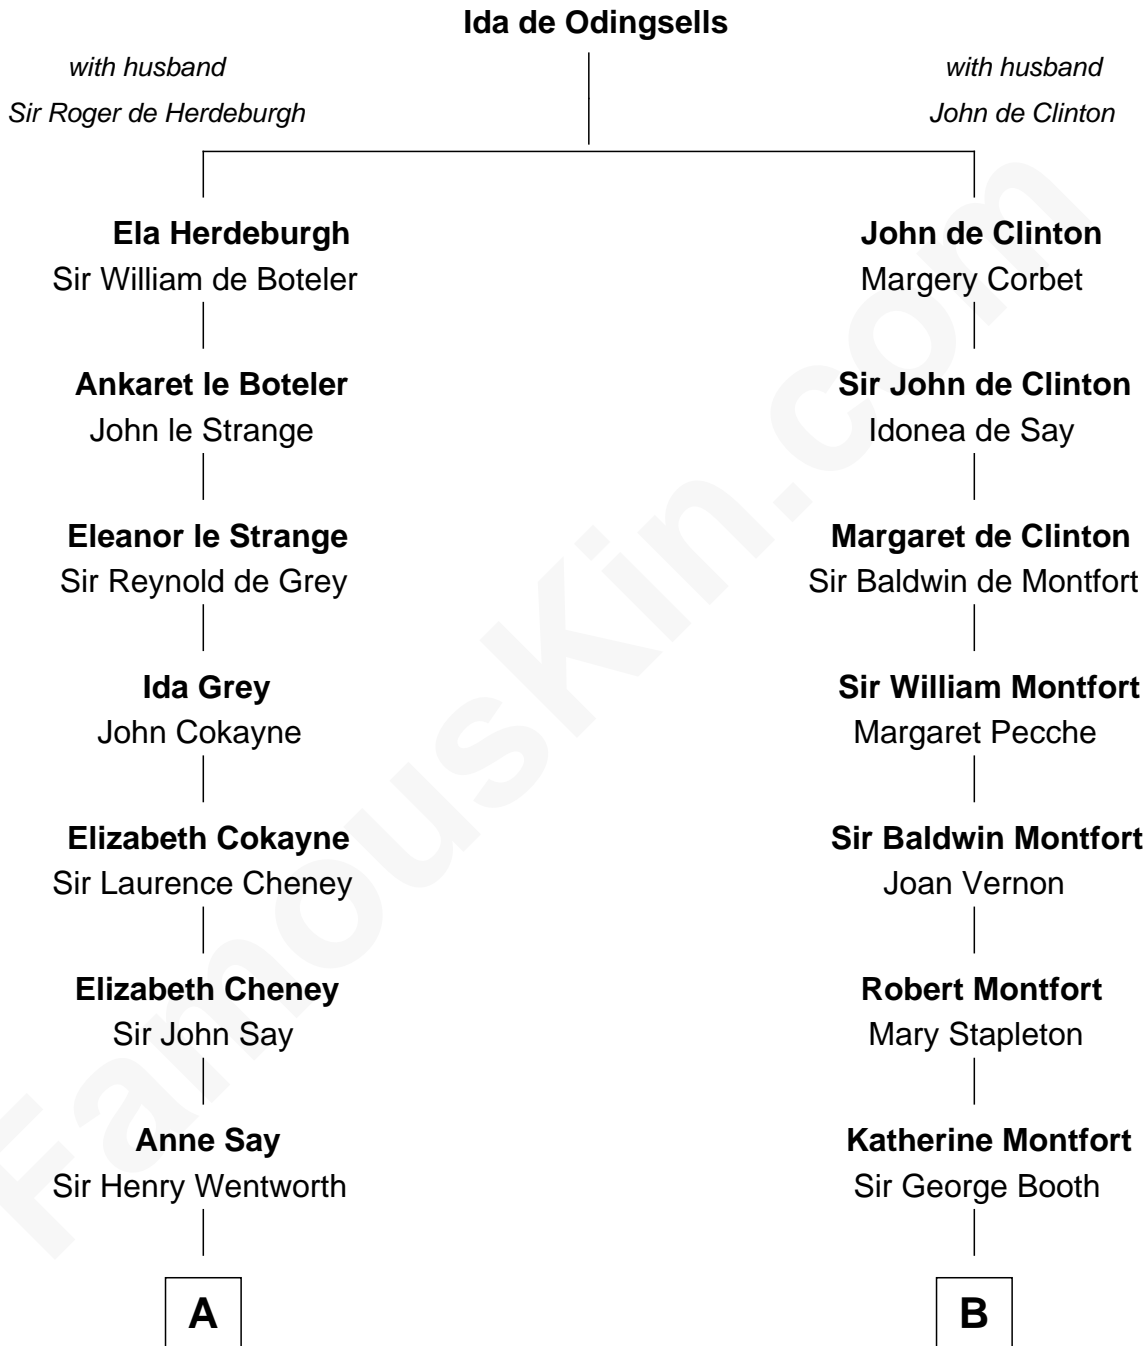 Ida de Odingsells
with husband
Sir Roger de Herdeburgh
with husband
John de Clinton
Ela Herdeburgh
Sir William de Boteler
Ankaret le Boteler
John le Strange
Eleanor le Strange
Sir Reynold de Grey
Ida Grey
John Cokayne
Elizabeth Cokayne
Sir Laurence Cheney
Elizabeth Cheney
Sir John Say
Anne Say
Sir Henry Wentworth
A
John de Clinton
Margery Corbet
Sir John de Clinton
Idonea de Say
Margaret de Clinton
Sir Baldwin de Montfort
Sir William Montfort
Margaret Pecche
Sir Baldwin Montfort
Joan Vernon
Robert Montfort
Mary Stapleton
Katherine Montfort
Sir George Booth
B
FamousKin.com